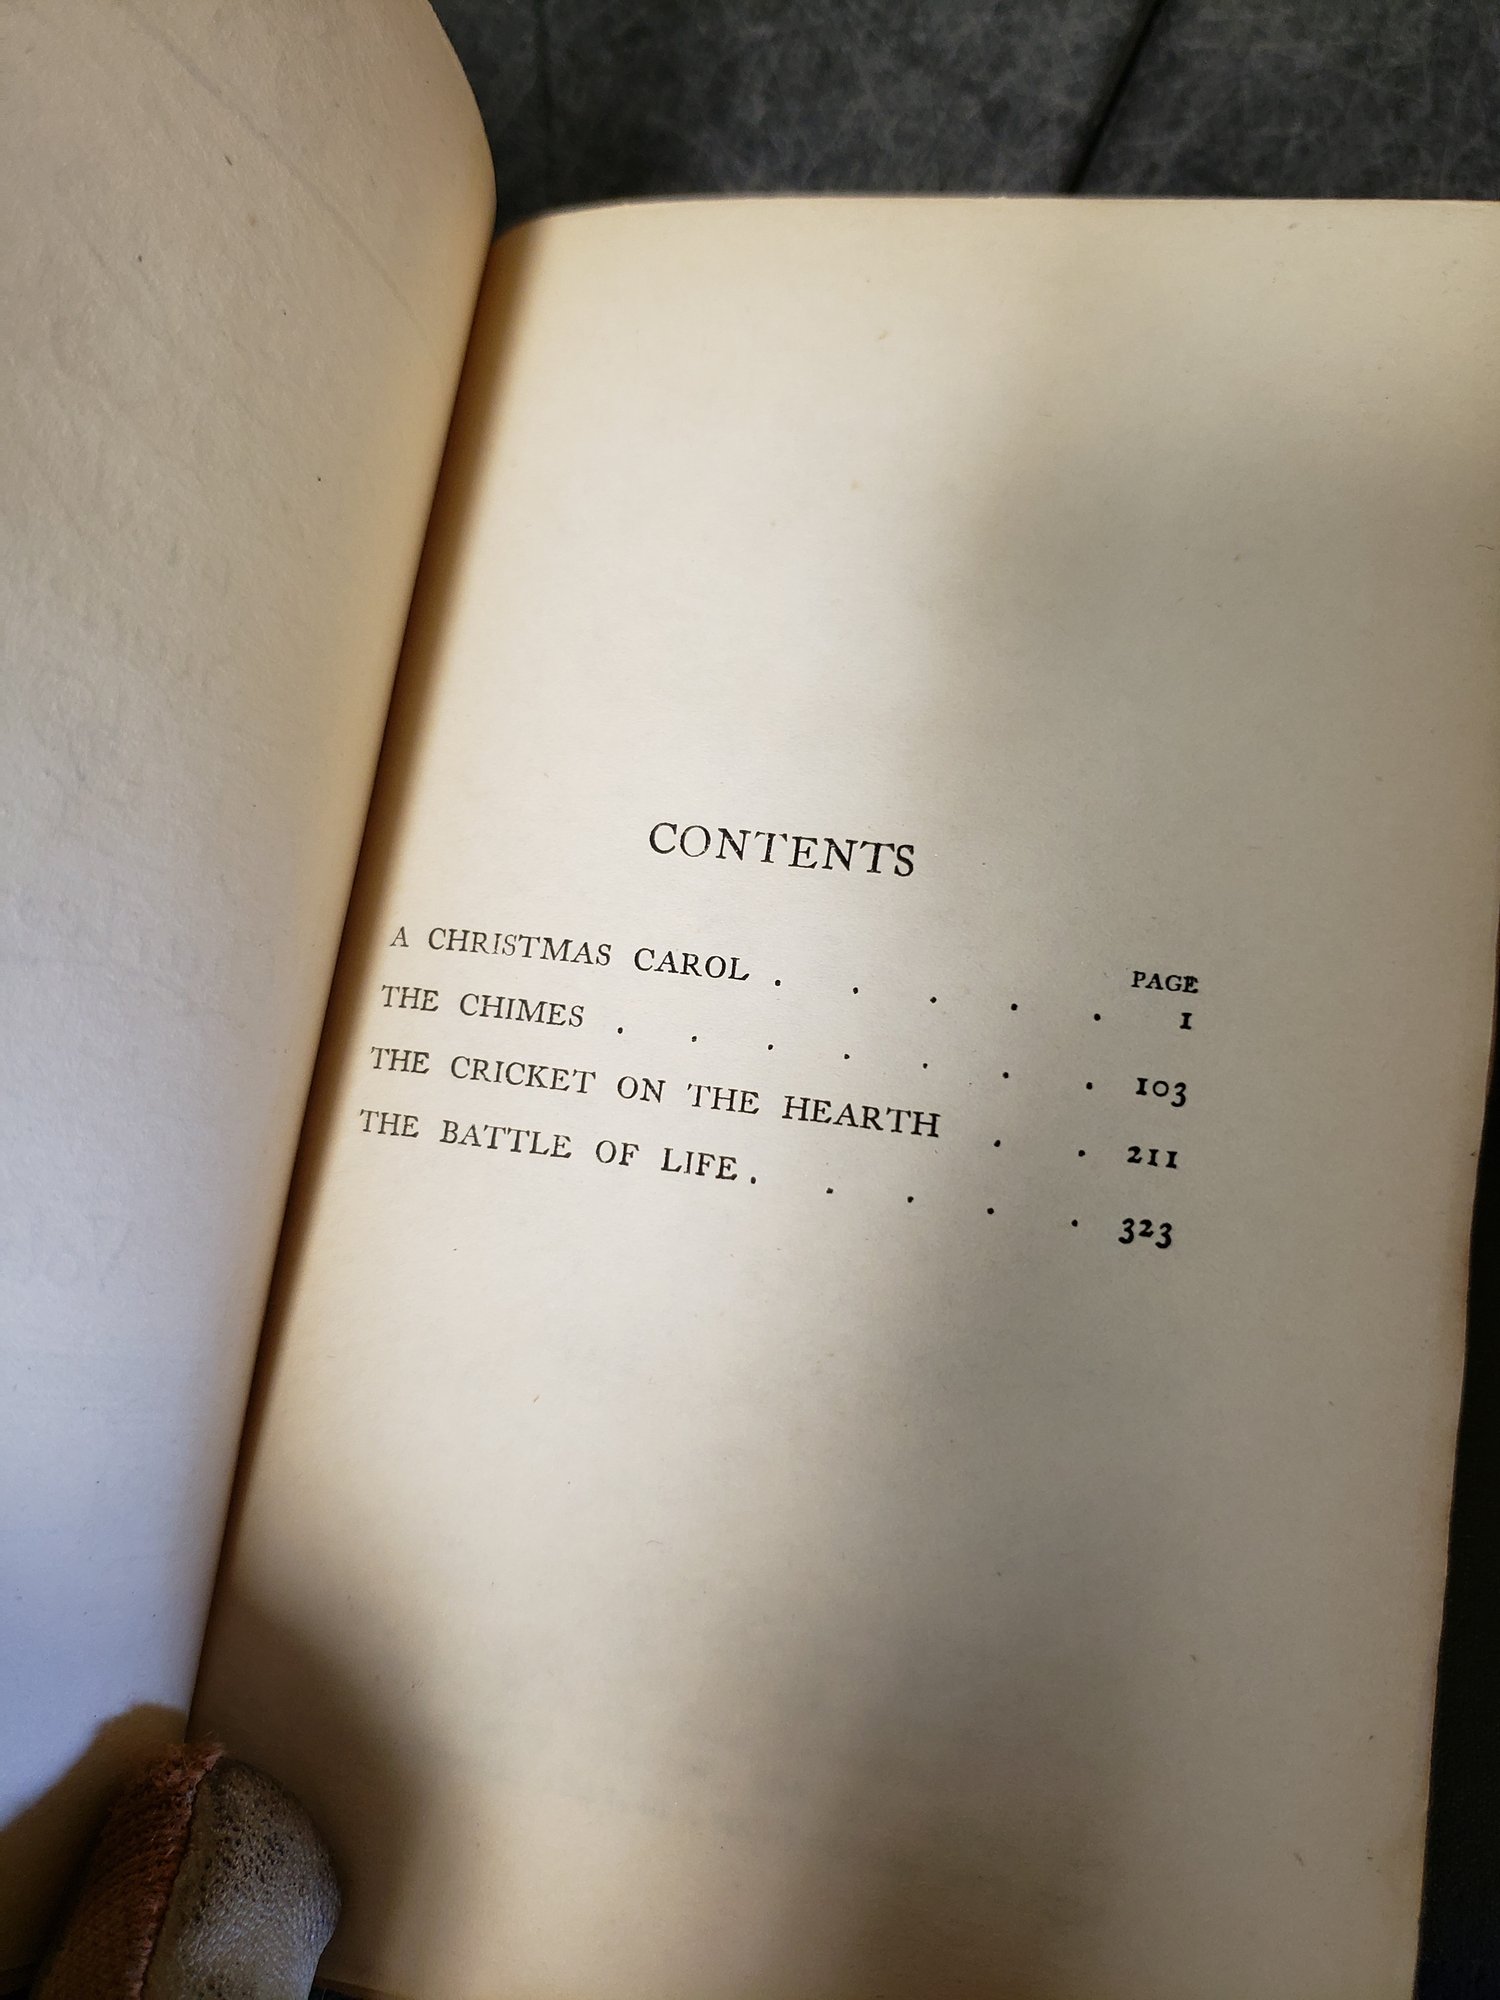 CONTENTS
PAGE
A CHRISTMAS CAROL . . . . . 1
THE CHIMES . . . . . . . 103
THE CRICKET ON THE HEARTH . . 211
THE BATTLE OF LIFE . . . . . 323